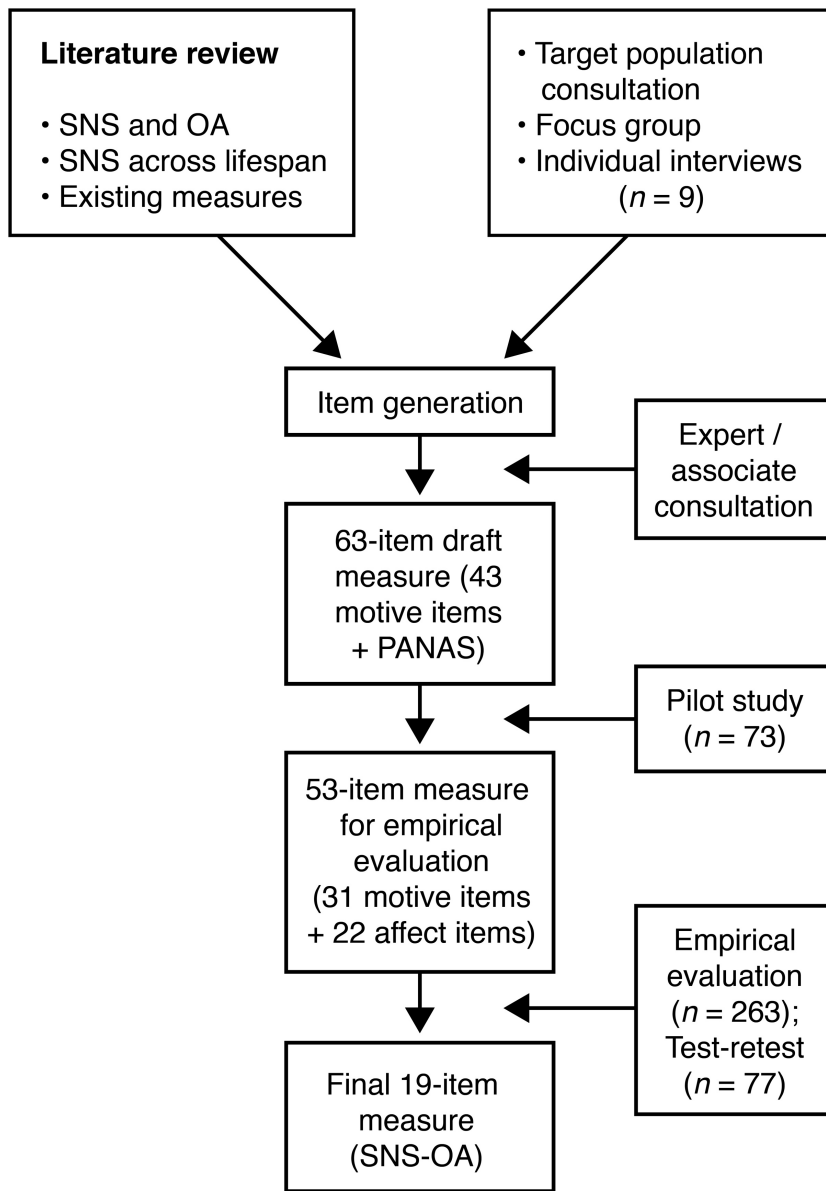 Literature review
• SNS and OA
• SNS across lifespan
• Existing measures
• Target population
consultation
• Focus group
• Individual interviews
(n = 9)
Item generation
Expert /
associate
consultation
63-item draft
measure (43
motive items
+ PANAS)
Pilot study
(n = 73)
53-item measure
for empirical
evaluation
(31 motive items
+ 22 affect items)
Empirical
evaluation
(n = 263);
Test-retest
(n = 77)
Final 19-item
measure
(SNS-OA)